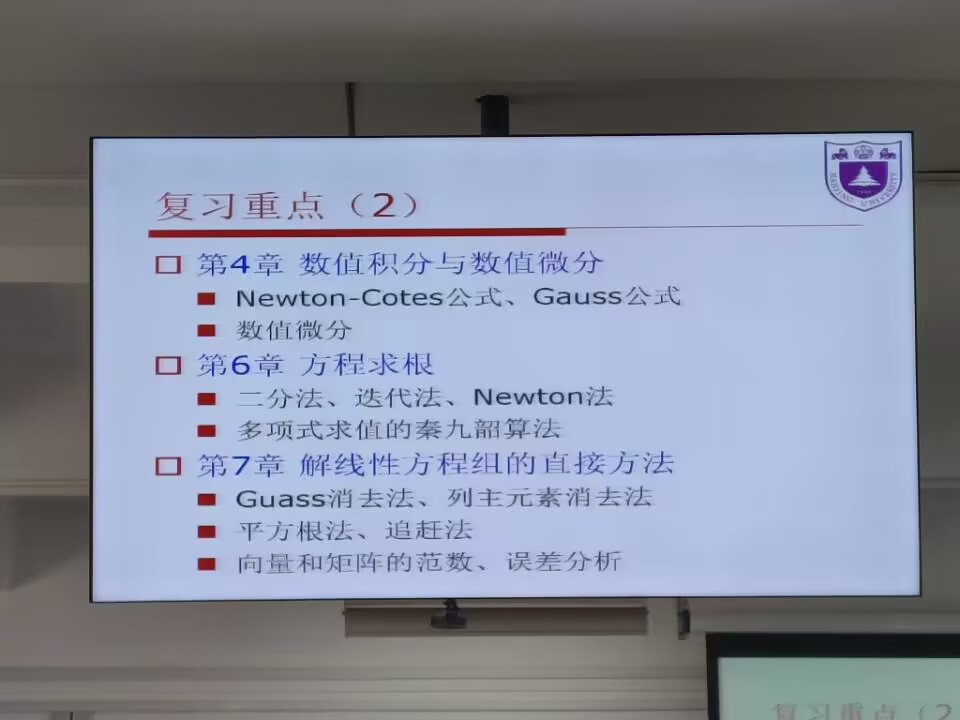 复习重点（2）
NANJING UNIVERSITY
第4章 数值积分与数值微分
Newton-Cotes公式、Gauss公式
数值微分
第6章 方程求根
二分法、迭代法、Newton法
多项式求值的秦九韶算法
第7章 解线性方程组的直接方法
Guass消去法、列主元素消去法
平方根法、追赶法
向量和矩阵的范数、误差分析
复习重点（2